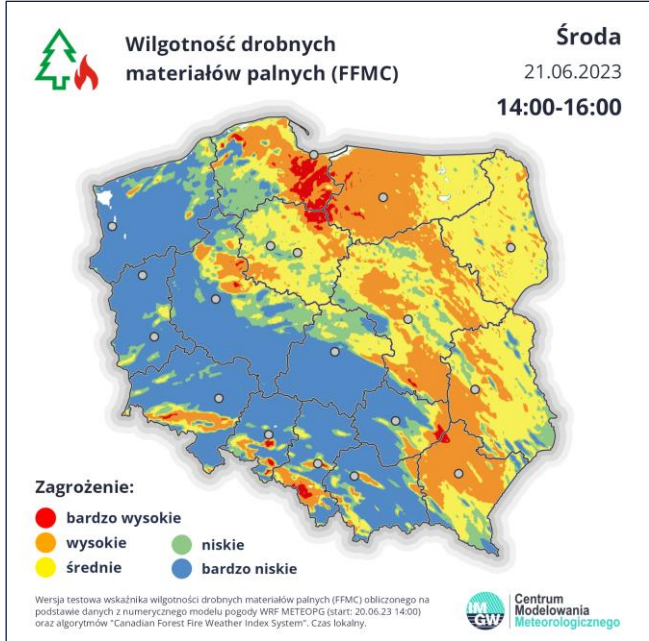 Wilgotność drobnych
materiałów palnych (FFMC)
Środa
21.06.2023
14:00-16:00
Zagrożenie:
bardzo wysokie
wysokie
średnie
niskie
bardzo niskie
Wersja testowa wskaźnika wilgotności drobnych materiałów palnych (FFMC) obliczonego na
podstawie danych z numerycznego modelu pogody WRF METEOPG (start: 20.06.23 14:00)
oraz algorytmów "Canadian Forest Fire Weather Index System". Czas lokalny.
IM
GW
Centrum
Modelowania
Meteorologicznego